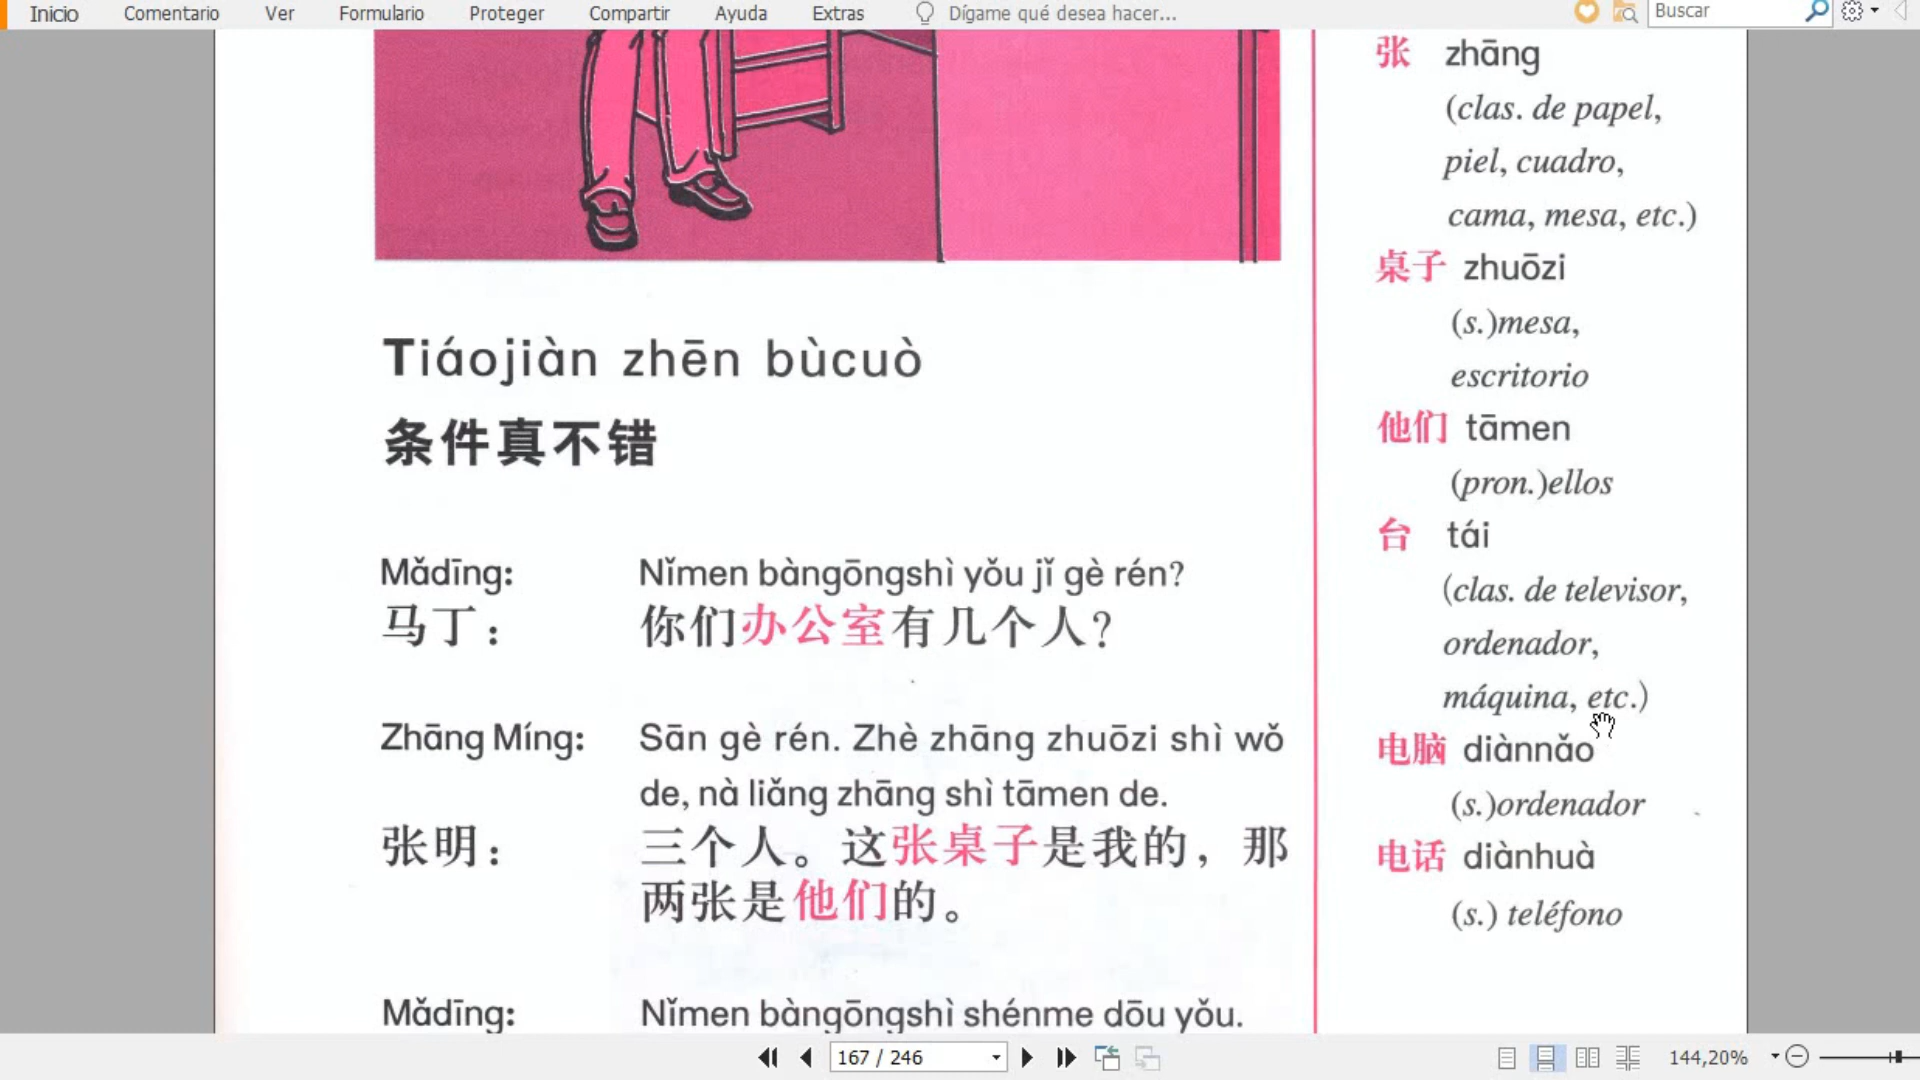 Inicio Comentario Ver Formulario Proteger Compartir Ayuda Extras Dígame qué desea hacer... Buscar
Tiáojiàn zhēn bùcuò
条件真不错
Mǎdīng: Nǐmen bàngōngshì yǒu jǐ gè rén?
马丁： 你们办公室有几个人？
Zhāng Míng: Sān gè rén. Zhè zhāng zhuōzi shì wǒ
de, nà liǎng zhāng shì tāmen de.
张明： 三个人。这张桌子是我的，那
两张是他们的。
Mǎdīng: Nǐmen bàngōngshì shénme dōu yǒu.
张 zhāng
(clas. de papel,
piel, cuadro,
cama, mesa, etc.)
桌子 zhuōzi
(s.)mesa,
escritorio
他们 tāmen
(pron.)ellos
台 tái
(clas. de televisor,
ordenador,
máquina, etc.)
电脑 diànnǎo
(s.)ordenador
电话 diànhuà
(s.) teléfono
167 / 246 144,20%